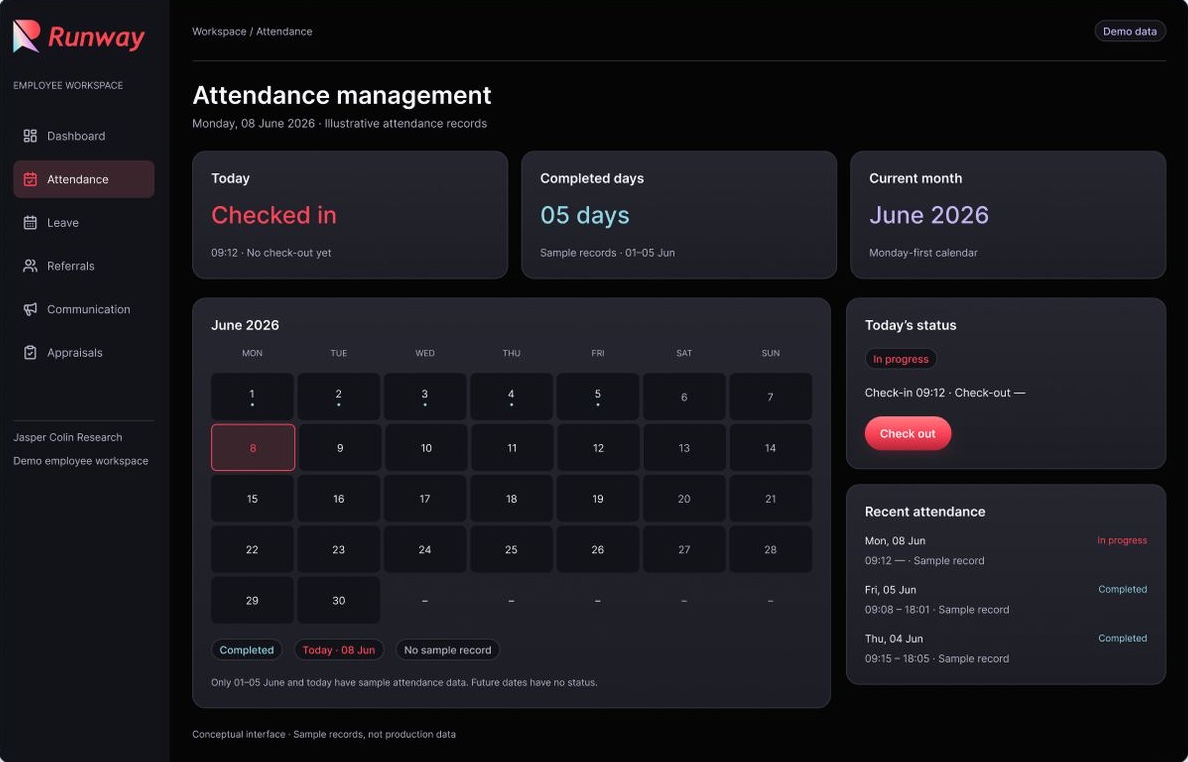 Runway
EMPLOYEE WORKSPACE
Dashboard
Attendance
Leave
Referrals
Communication
Appraisals
Jasper Colin Research
Demo employee workspace
Workspace / Attendance
Demo data
Attendance management
Monday, 08 June 2026 · Illustrative attendance records
Today
Checked in
09:12 · No check-out yet
Completed days
05 days
Sample records · 01–05 Jun
Current month
June 2026
Monday-first calendar
June 2026
MON TUE WED THU FRI SAT SUN
1 2 3 4 5 6 7
8 9 10 11 12 13 14
15 16 17 18 19 20 21
22 23 24 25 26 27 28
29 30 – – – – –
Completed
Today · 08 Jun
No sample record
Only 01–05 June and today have sample attendance data. Future dates have no status.
Today’s status
In progress
Check-in 09:12 · Check-out —
Check out
Recent attendance
Mon, 08 Jun In progress
09:12 — · Sample record
Fri, 05 Jun Completed
09:08 – 18:01 · Sample record
Thu, 04 Jun Completed
09:15 – 18:05 · Sample record
Conceptual interface · Sample records, not production data